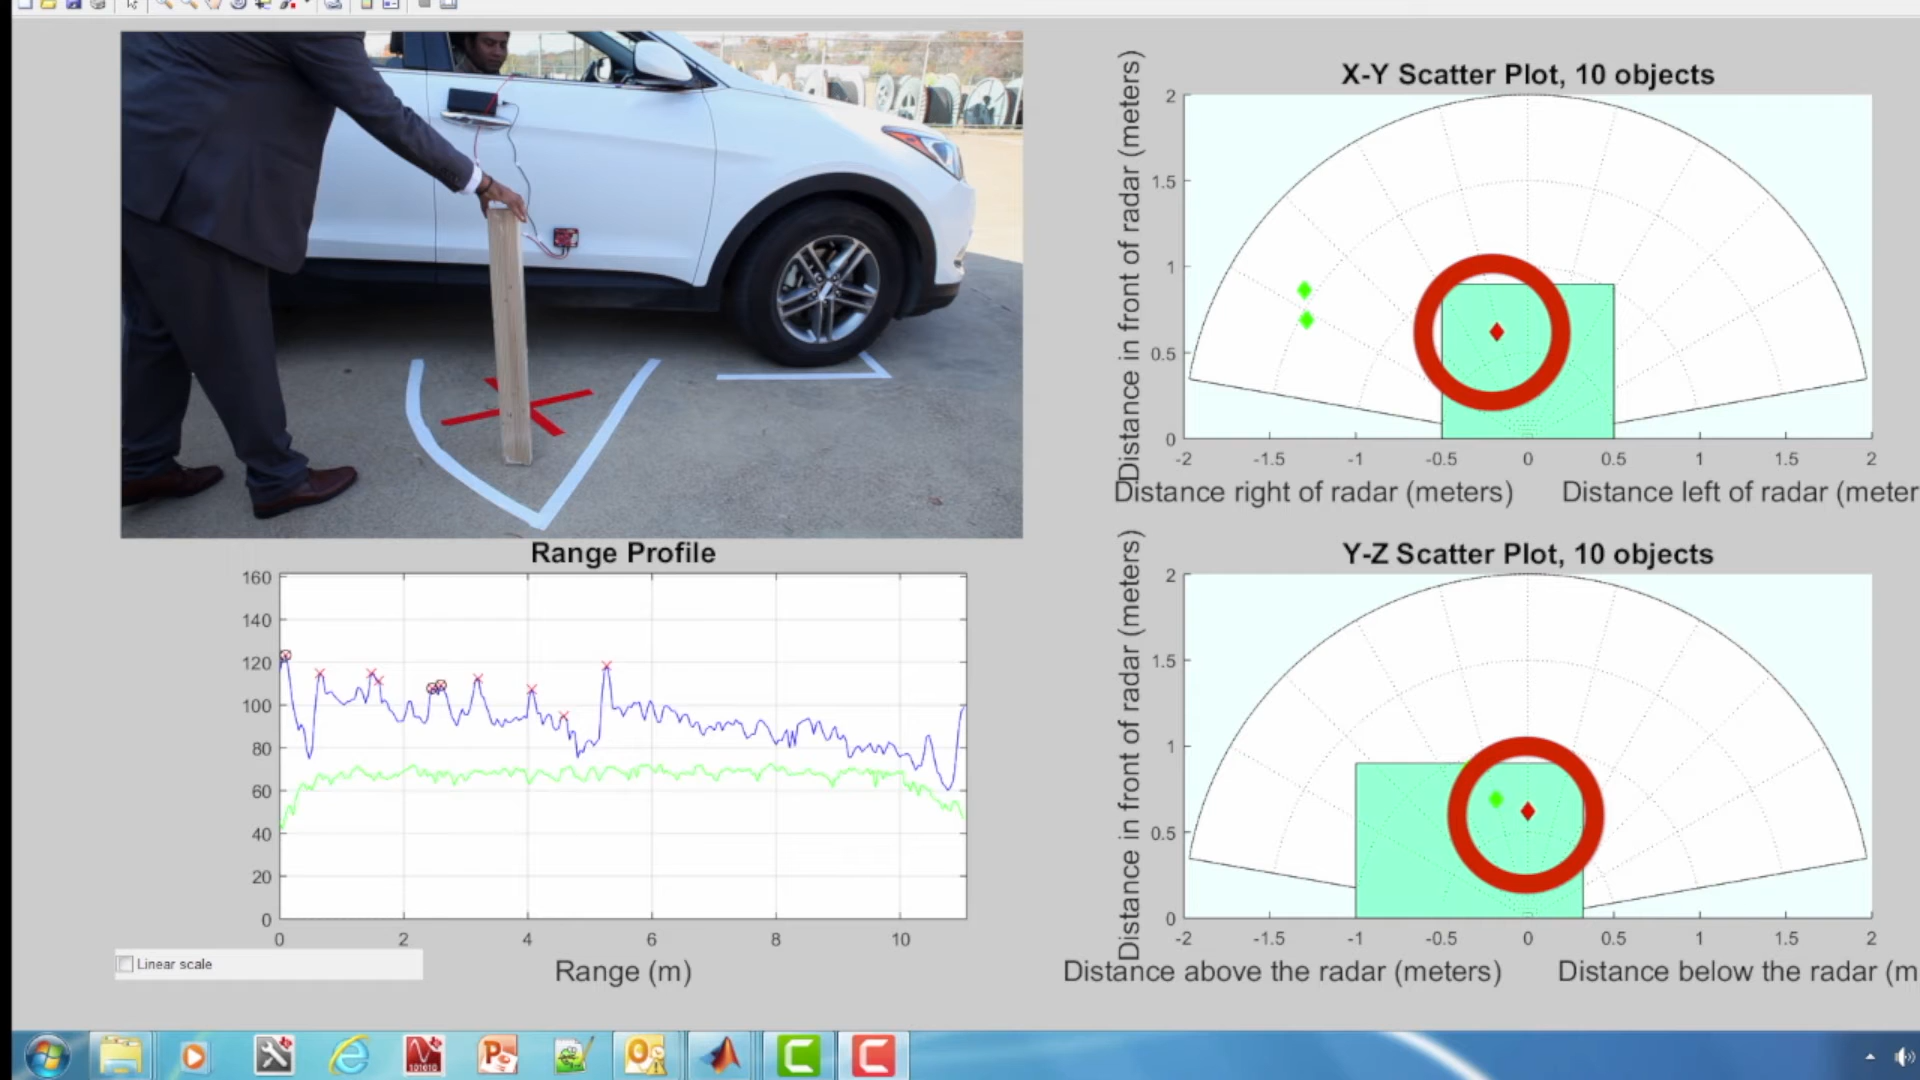 X-Y Scatter Plot, 10 objects
Distance in front of radar (meters)
2
1.5
1
0.5
0
-2 -1.5 -1 -0.5 0 0.5 1 1.5 2
Distance right of radar (meters) Distance left of radar (meter
Range Profile
160
140
120
100
80
60
40
20
0
0 2 4 6 8 10
Range (m)
Linear scale
Y-Z Scatter Plot, 10 objects
Distance in front of radar (meters)
2
1.5
1
0.5
0
-2 -1.5 -1 -0.5 0 0.5 1 1.5 2
Distance above the radar (meters) Distance below the radar (m
101010